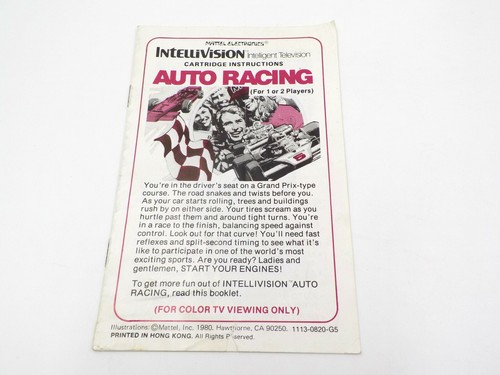 MATTEL ELECTRONICS®
INTELLIVISION Intelligent Television
CARTRIDGE INSTRUCTIONS
AUTO RACING
(For 1 or 2 Players)
5
You're in the driver's seat on a Grand Prix-type
course. The road snakes and twists before you.
As your car starts rolling, trees and buildings
rush by on either side. Your tires scream as you
hurtle past them and around tight turns. You're
in a race to the finish, balancing speed against
control. Look out for that curve! You'll need fast
reflexes and split-second timing to see what it's
like to participate in one of the world's most
exciting sports. Are you ready? Ladies and
gentlemen, START YOUR ENGINES!
To get more fun out of INTELLIVISION™ AUTO
RACING, read this booklet.
(FOR COLOR TV VIEWING ONLY)
Illustrations: ©Mattel, Inc. 1980. Hawthorne, CA 90250. 1113-0820-G5
PRINTED IN HONG KONG. All Rights Reserved.